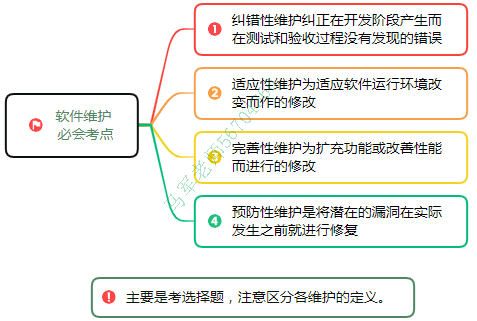 软件维护
必会考点
1
纠错性维护纠正在开发阶段产生而
在测试和验收过程没有发现的错误
2
适应性维护为适应软件运行环境改
变而作的修改
3
完善性维护为扩充功能或改善性能
而进行的修改
4
预防性维护是将潜在的漏洞在实际
发生之前就进行修复
主要是考选择题，注意区分各维护的定义。